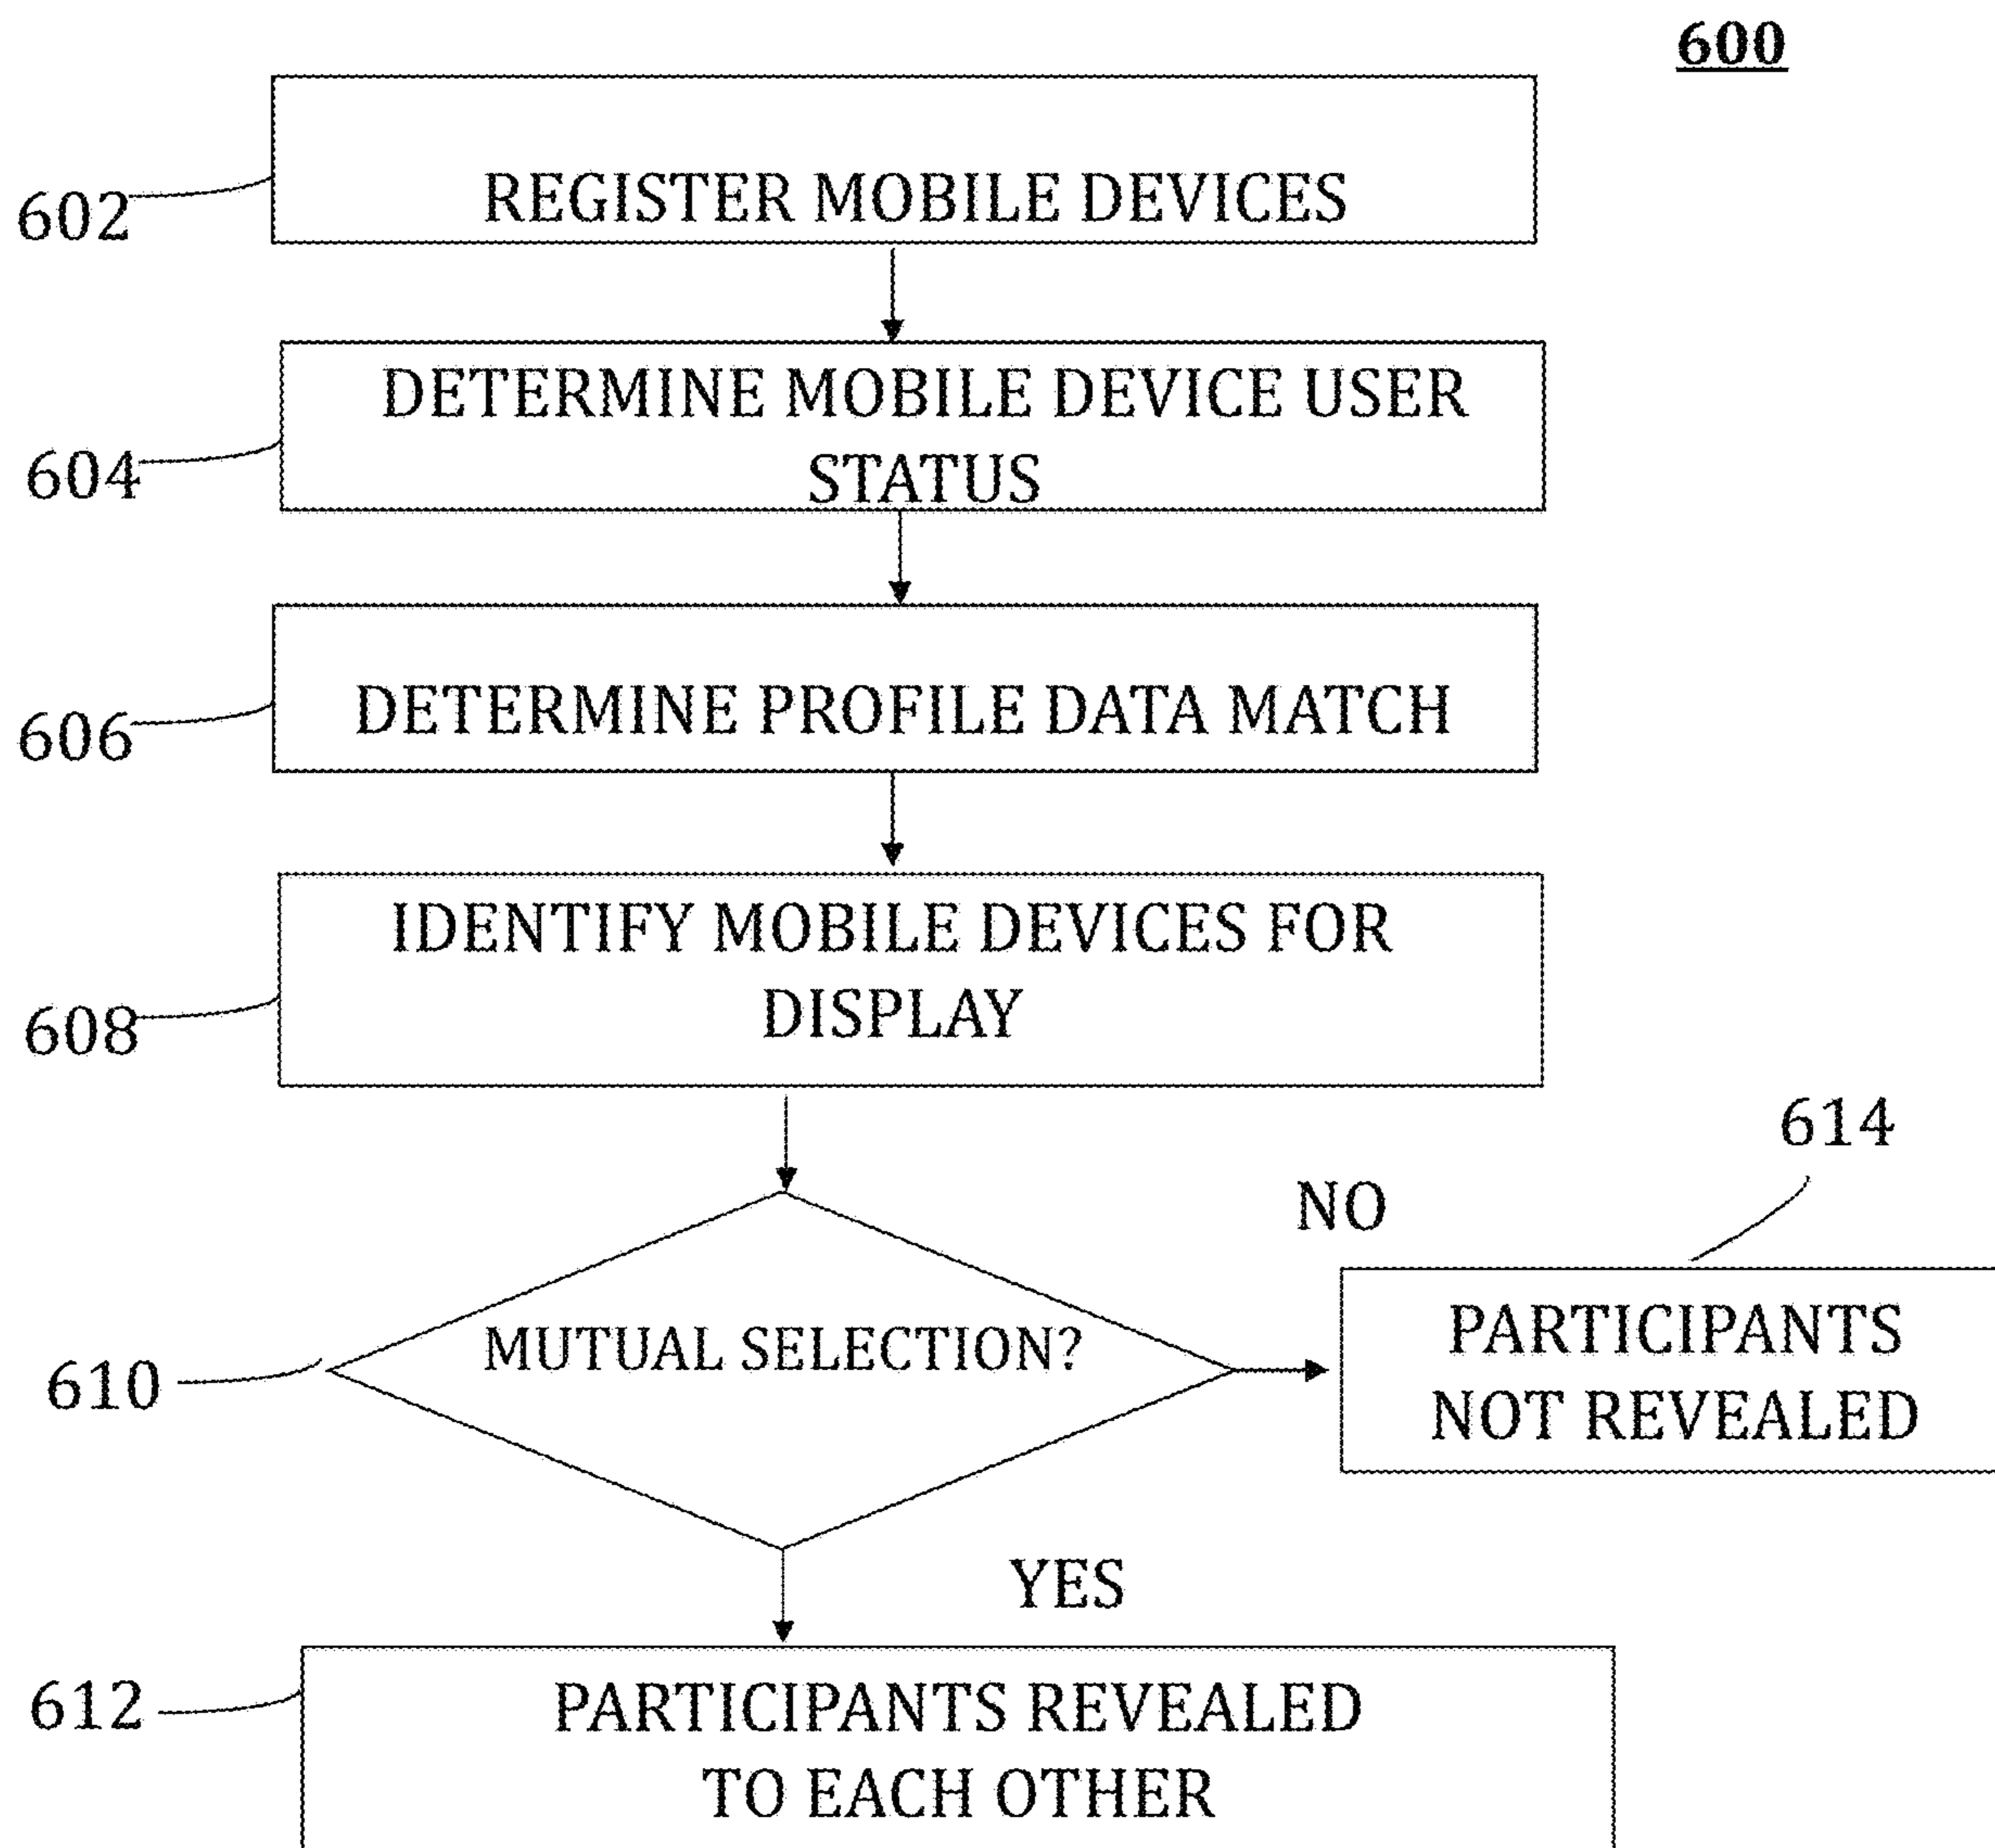 600
602
REGISTER MOBILE DEVICES
604
DETERMINE MOBILE DEVICE USER
STATUS
606
DETERMINE PROFILE DATA MATCH
608
IDENTIFY MOBILE DEVICES FOR
DISPLAY
610
MUTUAL SELECTION?
NO
614
PARTICIPANTS
NOT REVEALED
YES
612
PARTICIPANTS REVEALED
TO EACH OTHER